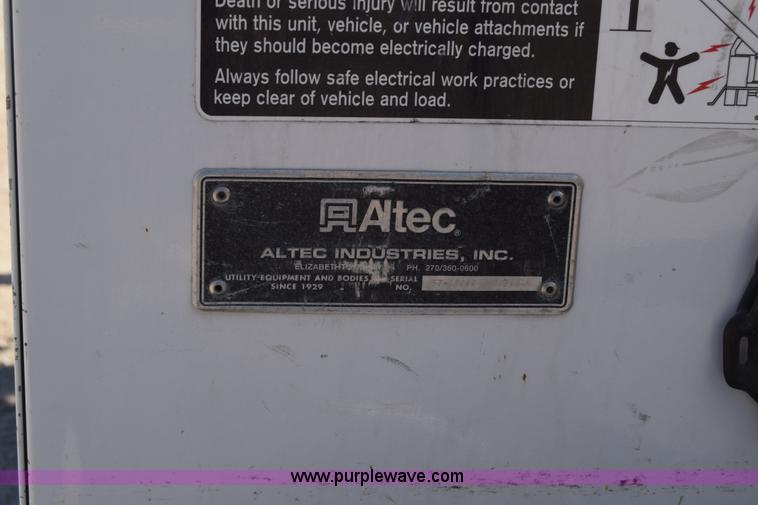 Death or serious injury will result from contact
with this unit, vehicle, or vehicle attachments if
they should become electrically charged.
Always follow safe electrical work practices or
keep clear of vehicle and load.
Altec®
ALTEC INDUSTRIES, INC.
PH. 270/360-0600
UTILITY EQUIPMENT AND BODIES SERIAL
SINCE 1929 NO.
www.purplewave.com